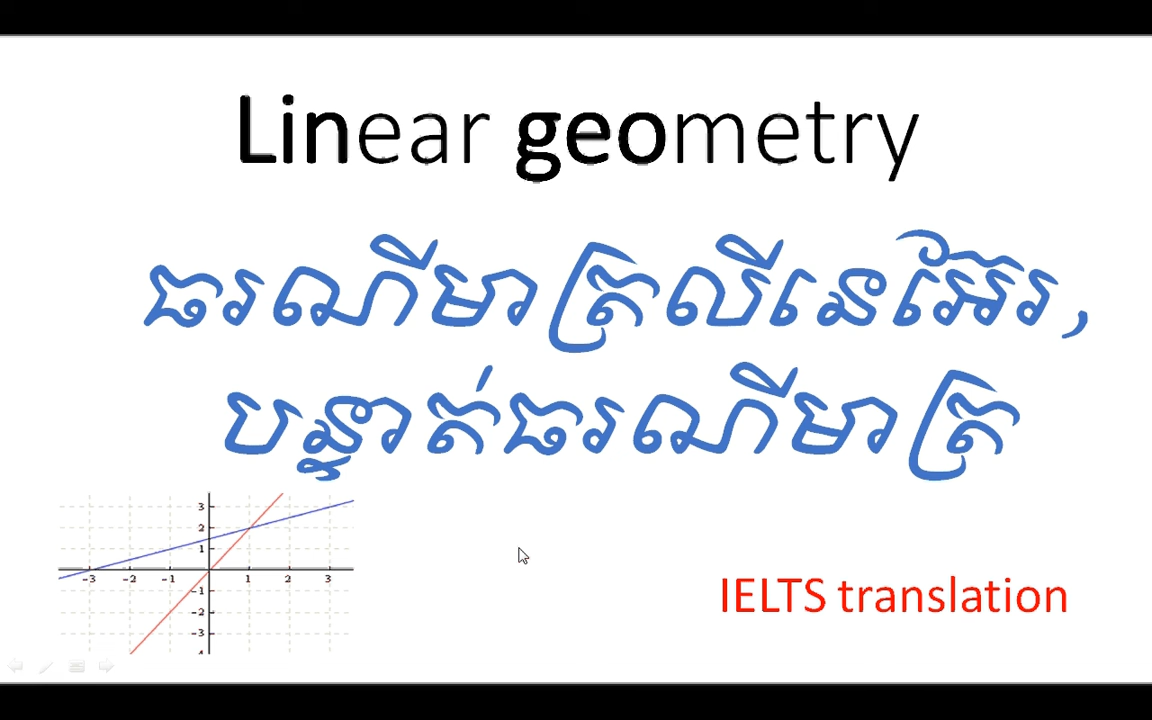 Linear geometry
ធរណីមាត្រលីនេអ៊ែរ,
បន្ទាត់ធរណីមាត្រ
3
2
1
-3 -2 -1 1 2 3
-1
-2
-3
IELTS translation